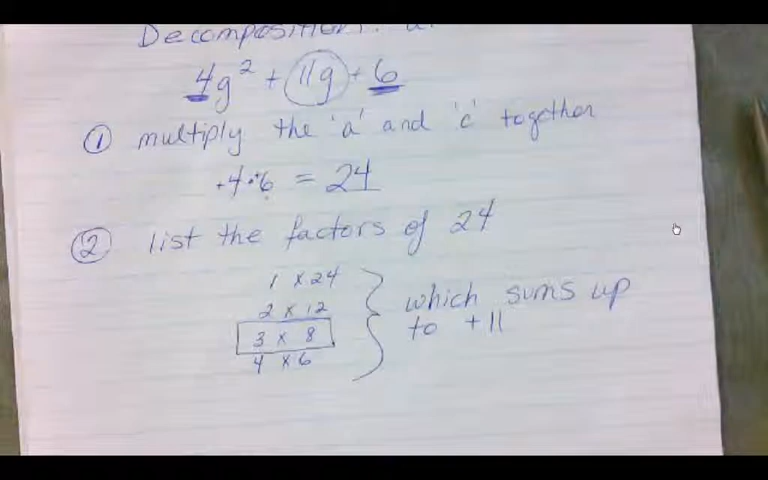 Decomposition:
4g² + 11g + 6
① multiply the 'a' and 'c' together
+4·+6 = 24
② list the factors of 24
1 x 24
2 x 12
3 x 8
4 x 6
which sums up
to +11